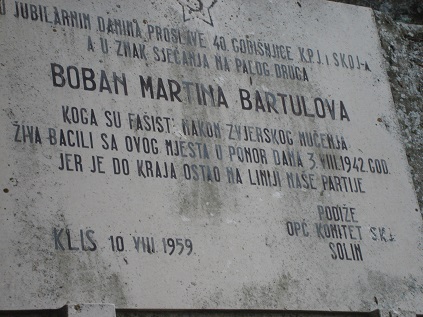 U JUBILARNIM DANIMA PROSLAVE 40 GODIŠNJICE K.P.J. i SKOJ-A
A U ZNAK SJEĆANJA NA PALOG DRUGA
BOBAN MARTINA BARTULOVA
KOGA SU FAŠISTI NAKON ZVJERSKOG MUČENJA
ŽIVA BACILI SA OVOG MJESTA U PONOR DANA 3.VIII.1942.GOD.
JER JE DO KRAJA OSTAO NA LINIJI NAŠE PARTIJE
PODIŽE
OPĆ. KOMITET S.K.
KLIS 10 VIII 1959.
SOLIN